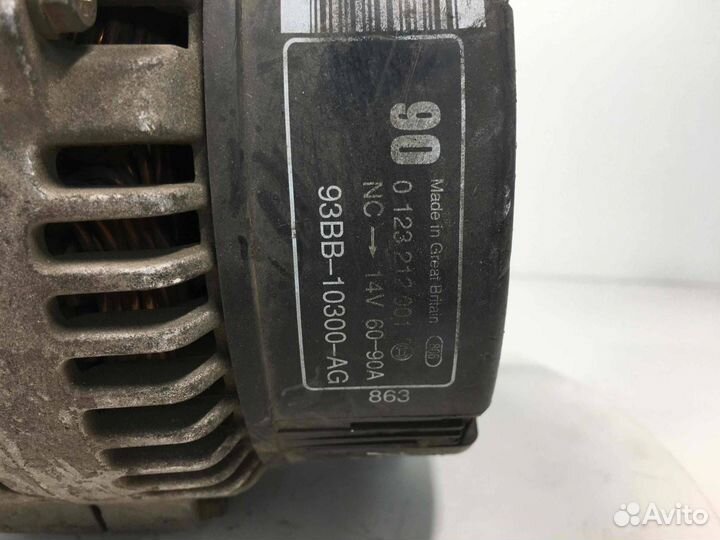 90
Made in Great Britain
0 123 212 001
NC → 14V 60-90A
93BB-10300-AG
863
Avito